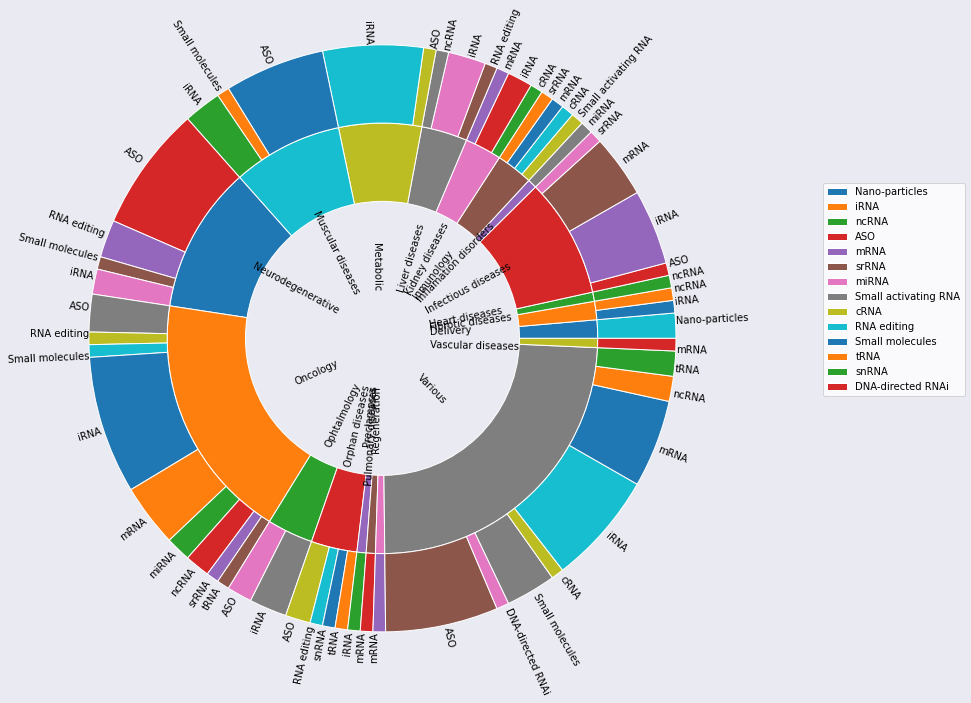 iRNA
ASO
Small molecules
iRNA
ASO
RNA editing
Small molecules
iRNA
ASO
RNA editing
Small molecules
iRNA
mRNA
miRNA
ncRNA
srRNA
tRNA
ASO
iRNA
ASO
RNA editing
snRNA
tRNA
iRNA
mRNA
mRNA
ASO
DNA-directed RNAi
Small molecules
cRNA
iRNA
mRNA
ncRNA
tRNA
mRNA
Nano-particles
iRNA
ncRNA
ncRNA
ASO
iRNA
mRNA
srRNA
miRNA
Small activating RNA
cRNA
mRNA
srRNA
cRNA
iRNA
mRNA
RNA editing
iRNA
ncRNA
ASO
Metabolic
Muscular diseases
Neurodegenerative
Oncology
Ophtalmology
Orphan diseases
Regeneration
Various
Vascular diseases
Delivery
Fibrotic diseases
Heart diseases
Infectious diseases
Inflamation disorders
Immunology
Kidney diseases
Liver diseases
Nano-particles
iRNA
ncRNA
ASO
mRNA
srRNA
miRNA
Small activating RNA
cRNA
RNA editing
Small molecules
tRNA
snRNA
DNA-directed RNAi